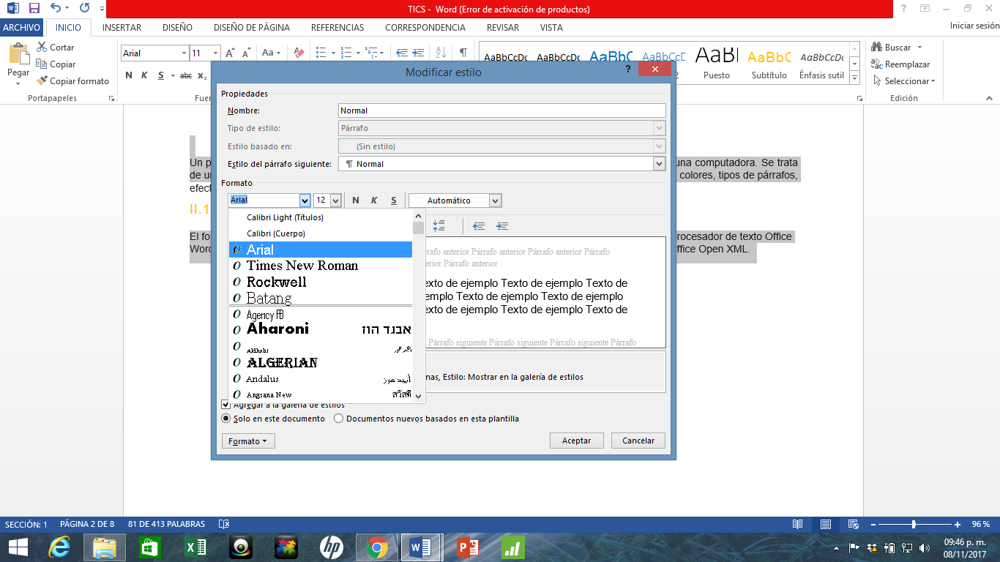 TICS - Word (Error de activación de productos)
ARCHIVO INICIO INSERTAR DISEÑO DISEÑO DE PÁGINA REFERENCIAS CORRESPONDENCIA REVISAR VISTA Iniciar sesión
Pegar
Cortar
Copiar
Copiar formato
Portapapeles
Arial 11
N K S abc x₂
Fuer
AaBbCcDc AaBbCcDc AaBbC AaBbCcD AaBl AaBbC AaBbCcDc
2 Puesto Subtítulo Énfasis sutil
Buscar
Reemplazar
Seleccionar
Edición
Modificar estilo
Propiedades
Nombre: Normal
Tipo de estilo: Párrafo
Estilo basado en: (Sin estilo)
Estilo del párrafo siguiente: ¶ Normal
Formato
Arial 12 N K S Automático
Calibri Light (Títulos)
Calibri (Cuerpo)
Arial
Times New Roman
Rockwell
Batang
Agency FB
Aharoni אבגד הוז
Aldhabi
ALGERIAN
Andalus أبجد هوز
Angsana New สวัสดี
rafo anterior Párrafo anterior Párrafo anterior Párrafo
erior Párrafo anterior
exto de ejemplo Texto de ejemplo Texto de
emplo Texto de ejemplo Texto de ejemplo
exto de ejemplo Texto de ejemplo Texto de
Párrafo siguiente Párrafo siguiente Párrafo siguiente Párrafo
nas, Estilo: Mostrar en la galería de estilos
Agregar a la galería de estilos
Solo en este documento Documentos nuevos basados en esta plantilla
Formato Aceptar Cancelar
Un p una computadora. Se trata
de un colores, tipos de párrafos,
efect
II.1
El fo rocesador de texto Office
Word ffice Open XML.
SECCIÓN: 1 PÁGINA 2 DE 8 81 DE 413 PALABRAS 96 %
09:46 p. m.
08/11/2017